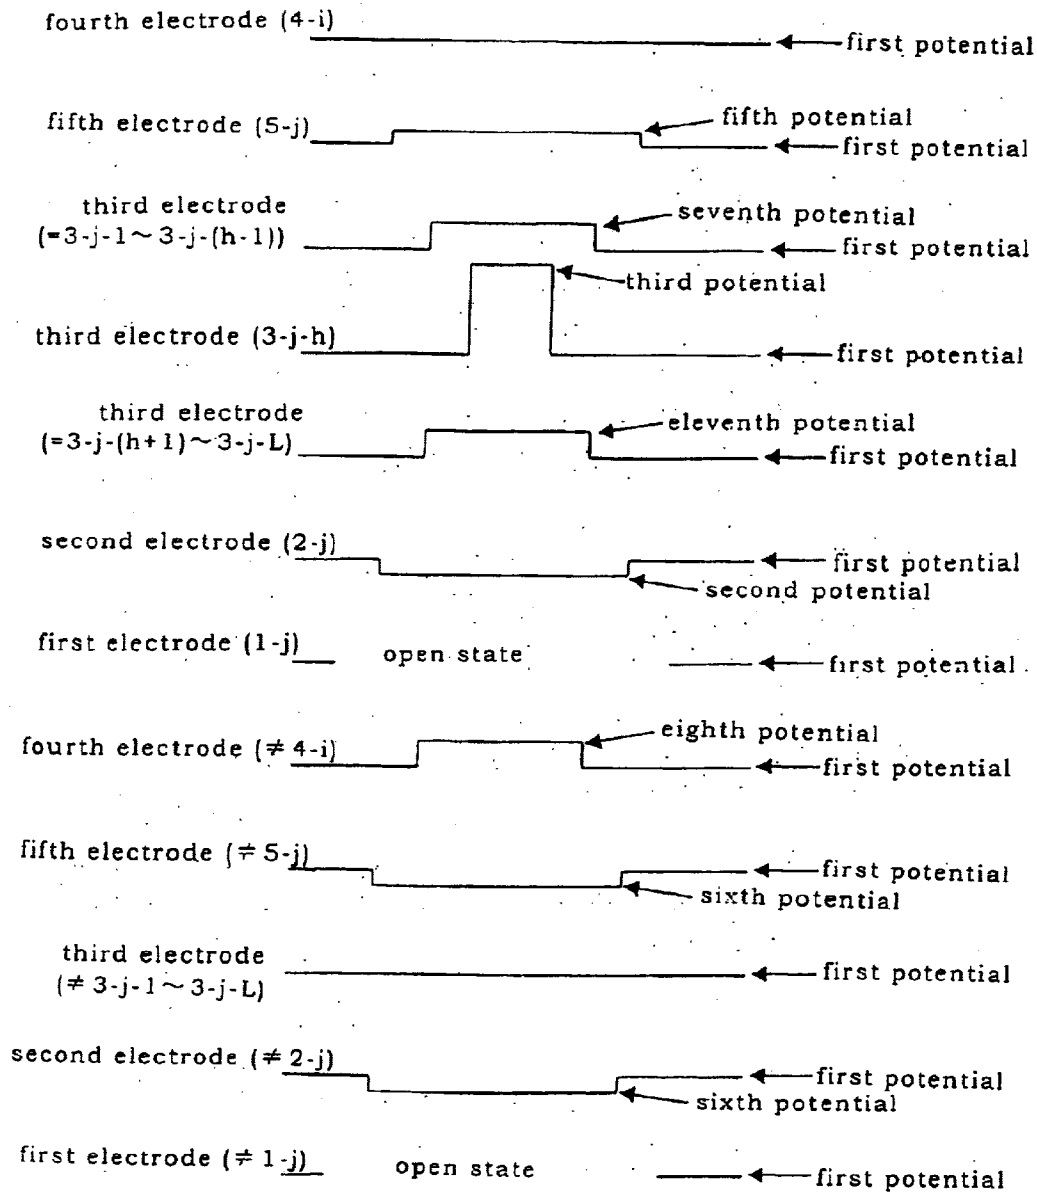 fourth electrode (4-i)
first potential
fifth electrode (5-j)
fifth potential
first potential
third electrode
(=3-j-1~3-j-(h-1))
seventh potential
first potential
third potential
third electrode (3-j-h)
first potential
third electrode
(=3-j-(h+1)~3-j-L)
eleventh potential
first potential
second electrode (2-j)
first potential
second potential
first electrode (1-j)
open state
first potential
fourth electrode (≠4-i)
eighth potential
first potential
fifth electrode (≠5-j)
first potential
sixth potential
third electrode
(≠3-j-1~3-j-L)
first potential
second electrode (≠2-j)
first potential
sixth potential
first electrode (≠1-j)
open state
first potential